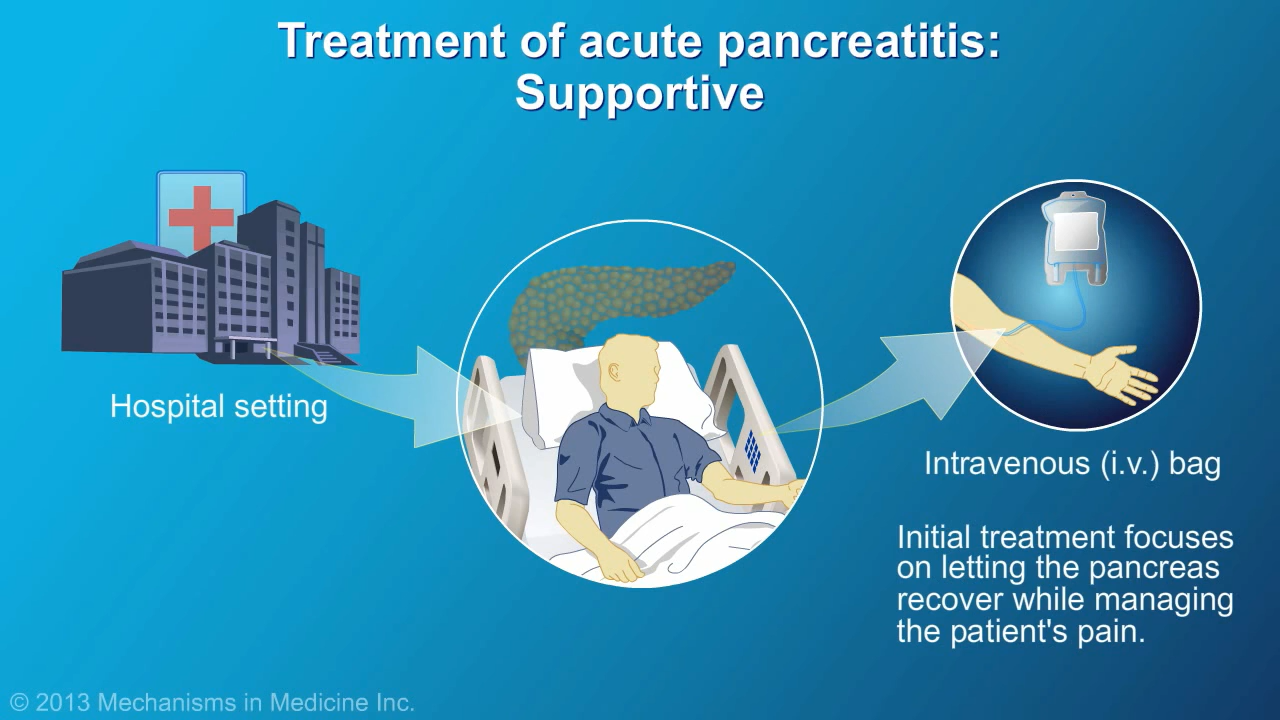 Treatment of acute pancreatitis:
Supportive
Hospital setting
Intravenous (i.v.) bag
Initial treatment focuses
on letting the pancreas
recover while managing
the patient's pain.
© 2013 Mechanisms in Medicine Inc.